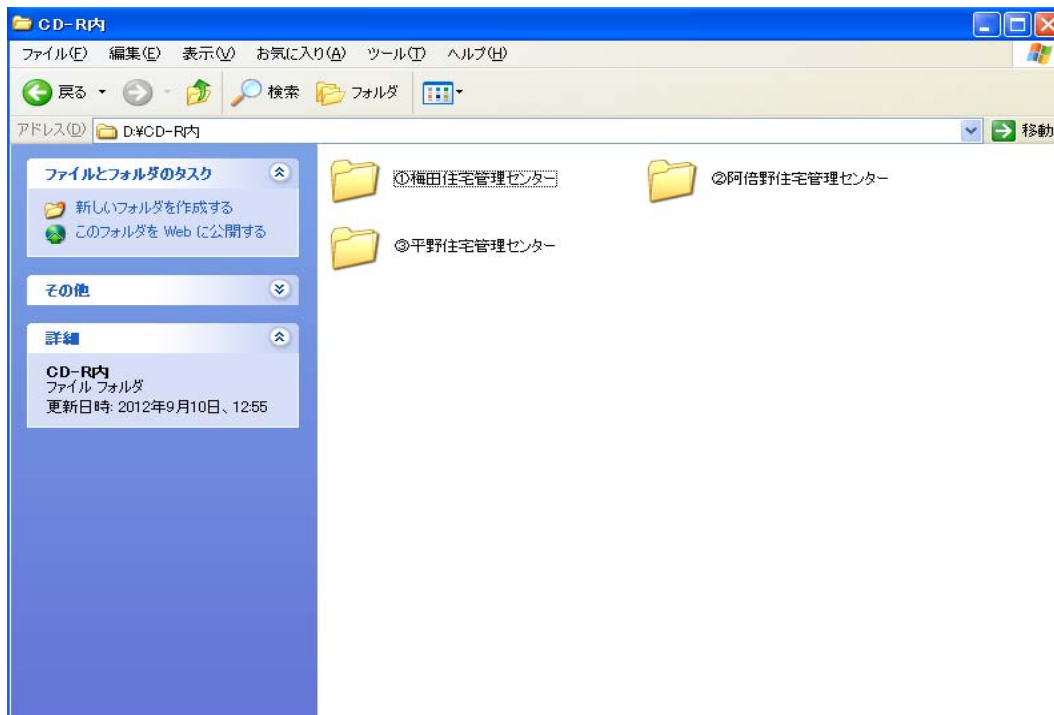 CD-R内
ファイル(F) 編集(E) 表示(V) お気に入り(A) ツール(T) ヘルプ(H)
戻る 検索 フォルダ
アドレス(D) D:¥CD-R内 移動
ファイルとフォルダのタスク
新しいフォルダを作成する
このフォルダを Web に公開する
その他
詳細
CD-R内
ファイル フォルダ
更新日時: 2012年9月10日、12:55
①梅田住宅管理センター ②阿倍野住宅管理センター
③平野住宅管理センター